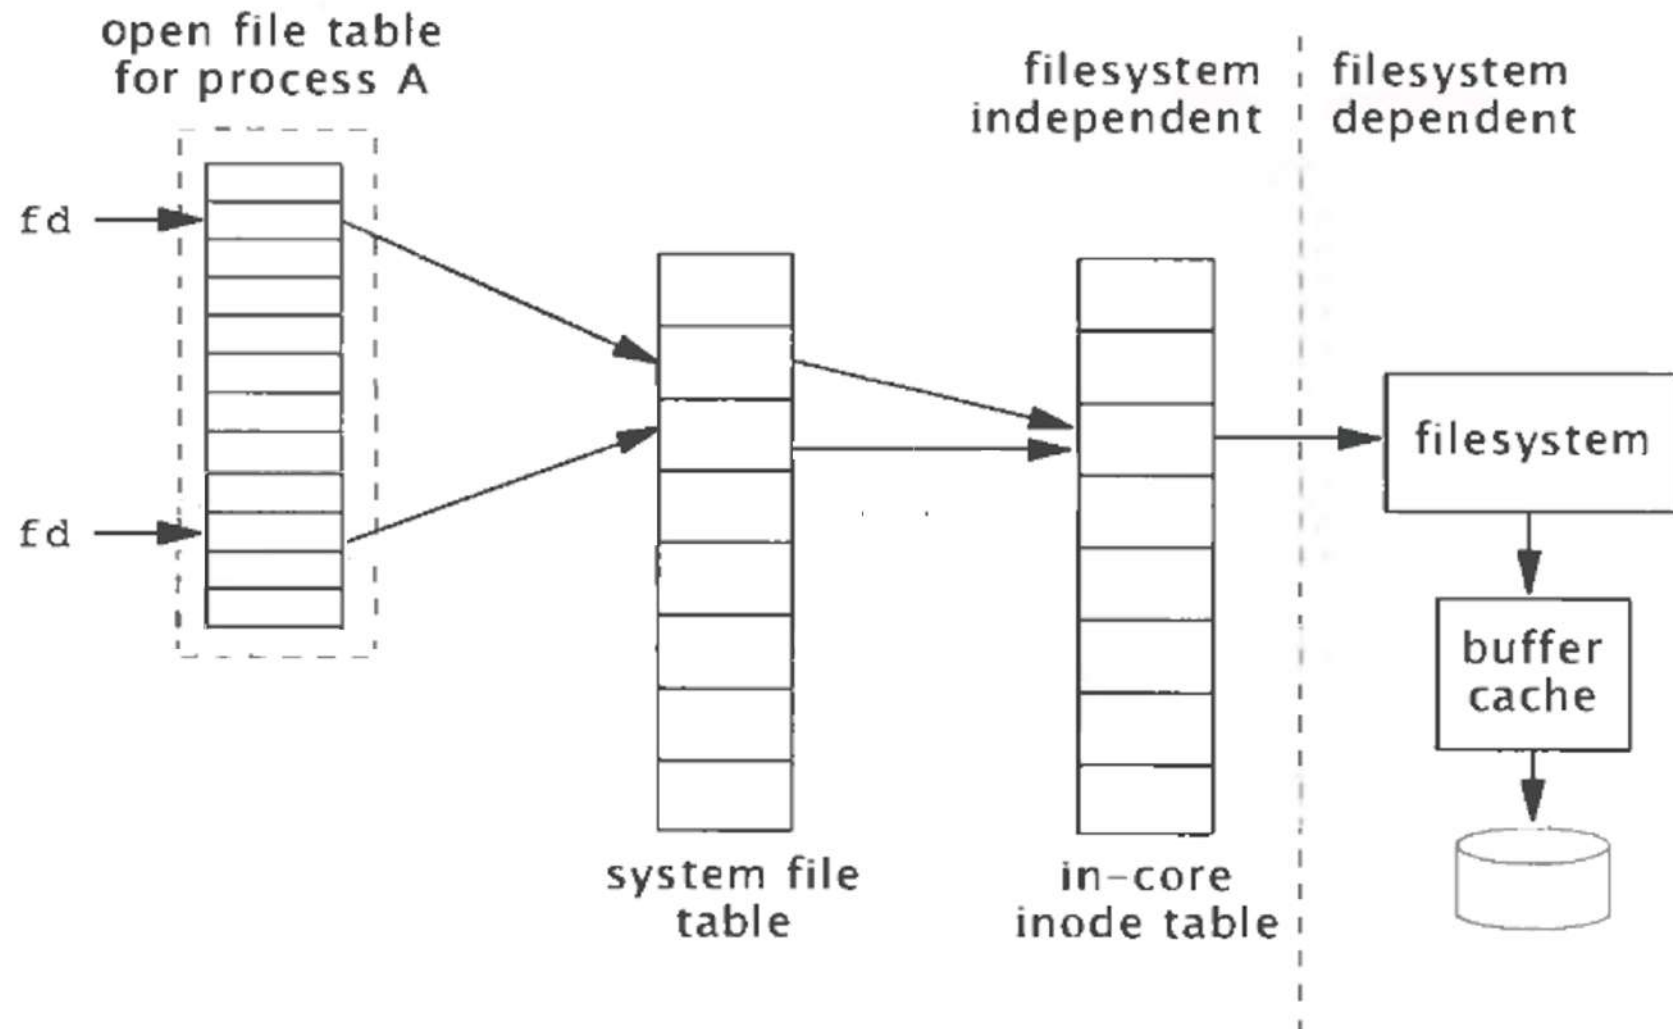 open file table
for process A
filesystem
independent
filesystem
dependent
fd
fd
filesystem
buffer
cache
system file
table
in-core
inode table